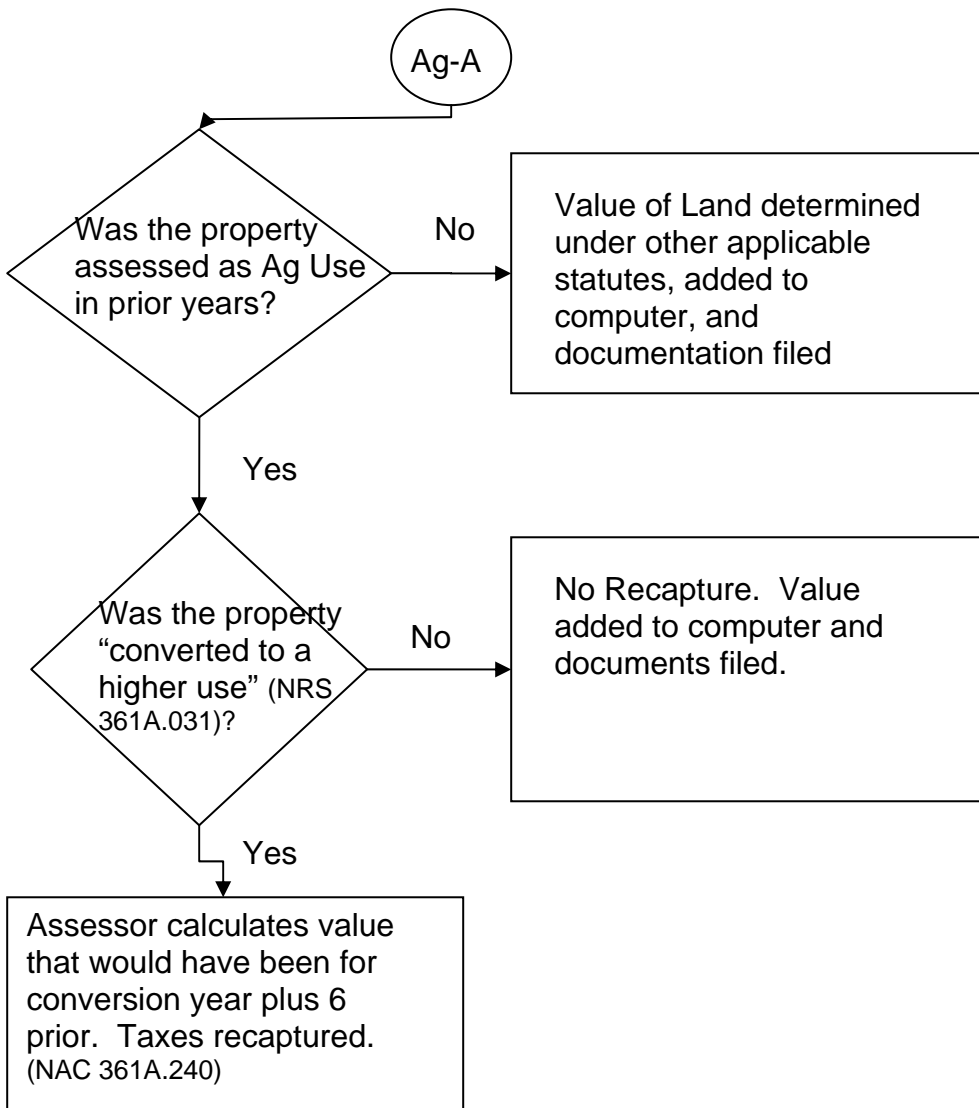 Ag-A
Was the property
assessed as Ag Use
in prior years?
No
Value of Land determined
under other applicable
statutes, added to
computer, and
documentation filed
Yes
Was the property
“converted to a
higher use” (NRS
361A.031)?
No
No Recapture.  Value
added to computer and
documents filed.
Yes
Assessor calculates value
that would have been for
conversion year plus 6
prior.  Taxes recaptured.
(NAC 361A.240)